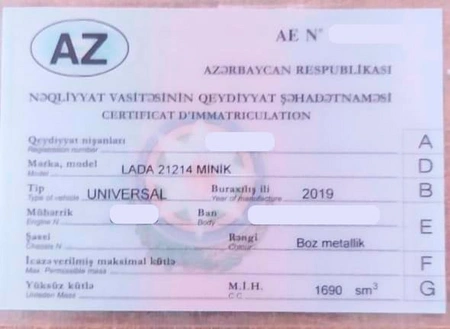 AZ
AE Nº
AZƏRBAYCAN RESPUBLİKASI
NƏQLİYYAT VASİTƏSİNİN QEYDİYYAT ŞƏHADƏTNAMƏSİ
CERTIFICAT D'IMMATRICULATION
Qeydiyyat nişanları A
Registration number
Marka, model LADA 21214 MİNİK D
Model
Tip UNIVERSAL Buraxılış ili 2019 B
Type of vehicle Year of manufacture
Mühərrik Ban E
Engine N Body
Şassi Rəngi Boz metallik
Chassis N Colour
İcazə verilmiş maksimal kütlə F
Max. Permissible mass
Yüksüz kütlə M.İ.H. 1690 sm³ G
Unladen Mass C C